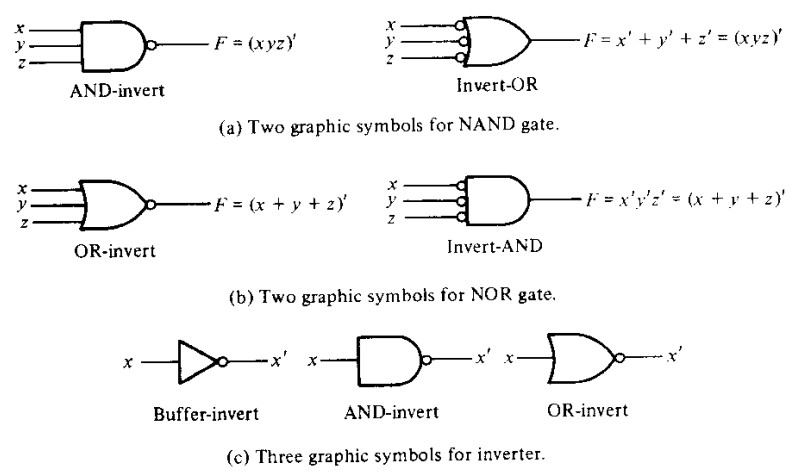 x
y
z
F = (xyz)′
AND-invert
x
y
z
F = x′ + y′ + z′ = (xyz)′
Invert-OR
(a) Two graphic symbols for NAND gate.
x
y
z
F = (x + y + z)′
OR-invert
x
y
z
F = x′y′z′ = (x + y + z)′
Invert-AND
(b) Two graphic symbols for NOR gate.
x
x′
Buffer-invert
x
x′
AND-invert
x
x′
OR-invert
(c) Three graphic symbols for inverter.